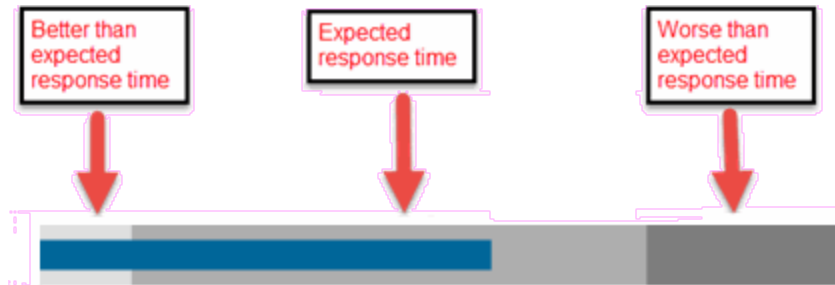 Better than
expected
response time
Expected
response time
Worse than
expected
response time